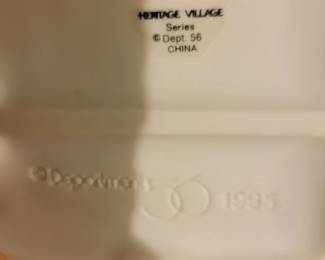 HERITAGE VILLAGE
Series
© Dept. 56
CHINA
© Department 56 1995